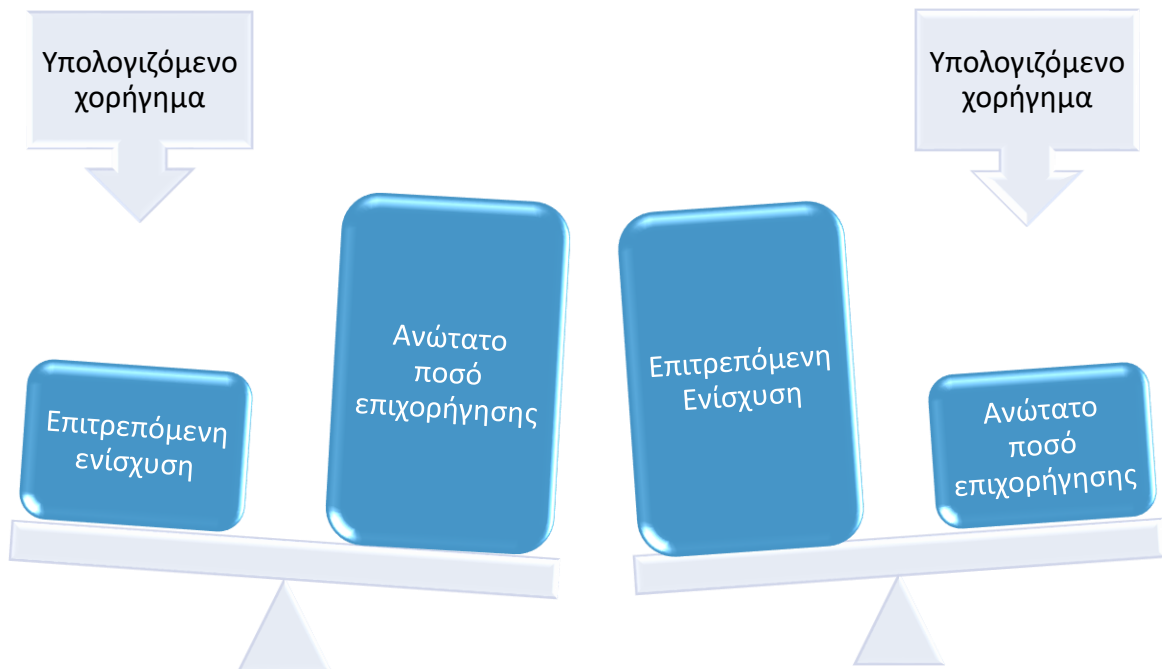 Υπολογιζόμενο
χορήγημα
Υπολογιζόμενο
χορήγημα
Επιτρεπόμενη
ενίσχυση
Ανώτατο
ποσό
επιχορήγησης
Επιτρεπόμενη
Ενίσχυση
Ανώτατο
ποσό
επιχορήγησης